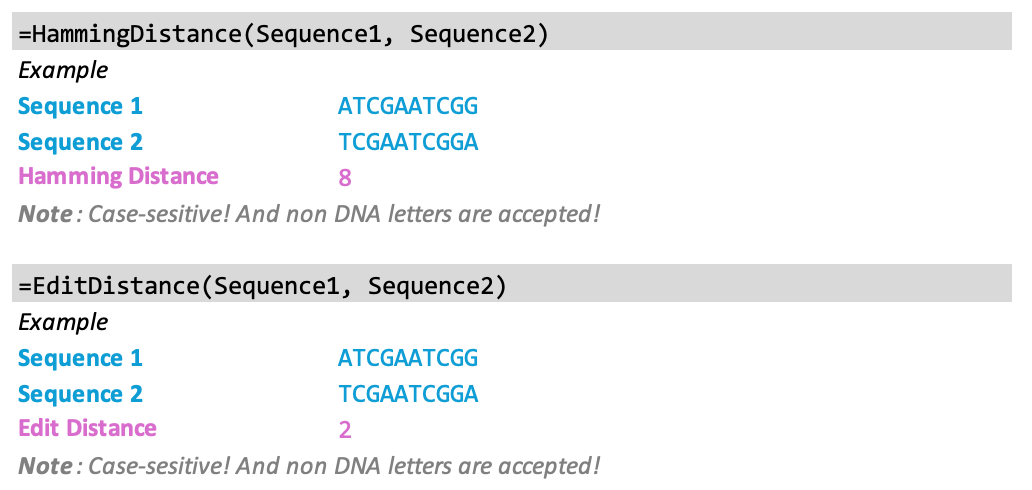 =HammingDistance(Sequence1, Sequence2)
Example
Sequence 1 ATCGAATCGG
Sequence 2 TCGAATCGGA
Hamming Distance 8
Note : Case-sesitive! And non DNA letters are accepted!
=EditDistance(Sequence1, Sequence2)
Example
Sequence 1 ATCGAATCGG
Sequence 2 TCGAATCGGA
Edit Distance 2
Note : Case-sesitive! And non DNA letters are accepted!